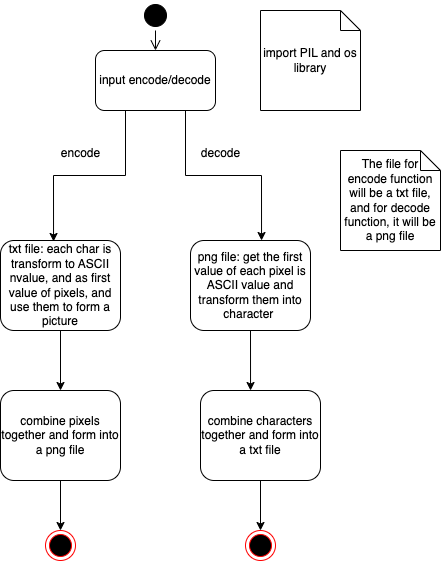 import PIL and os
library
input encode/decode
encode
decode
The file for
encode function
will be a txt file,
and for decode
function, it will be
a png file
txt file: each char is
transform to ASCII
nvalue, and as first
value of pixels, and
use them to form a
picture
png file: get the first
value of each pixel is
ASCII value and
transform them into
character
combine pixels
together and form into
a png file
combine characters
together and form into
a txt file